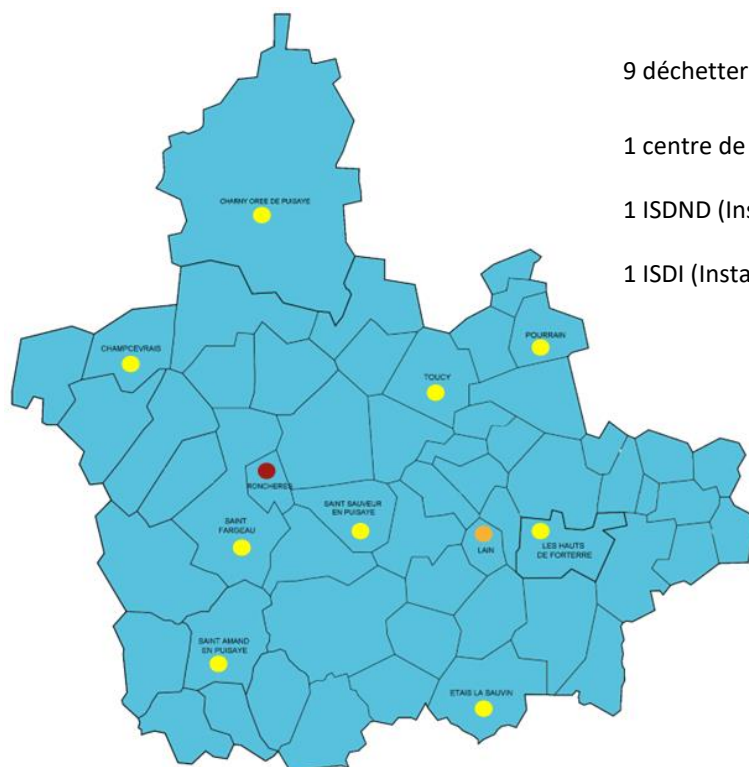 9 déchetter
1 centre de
1 ISDND (Ins
1 ISDI (Insta
CHARNY OREE DE PUISAYE
CHAMPCEVRAIS
POURRAIN
TOUCY
RONCHERES
SAINT SAUVEUR
EN PUISAYE
SAINT
FARGEAU
LAIN
LES HAUTS
DE FORTERRE
SAINT AMAND
EN PUISAYE
ETAIS LA SAUVIN